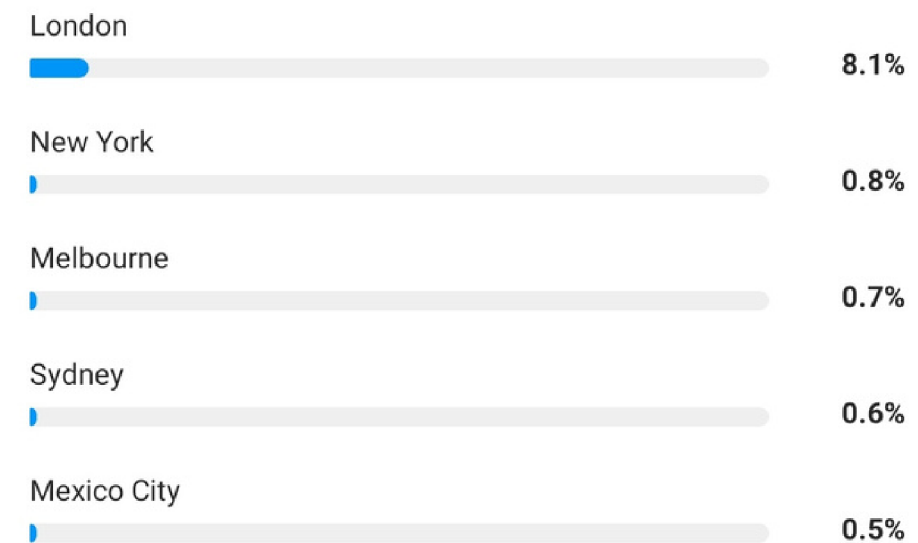 London
8.1%
New York
0.8%
Melbourne
0.7%
Sydney
0.6%
Mexico City
0.5%